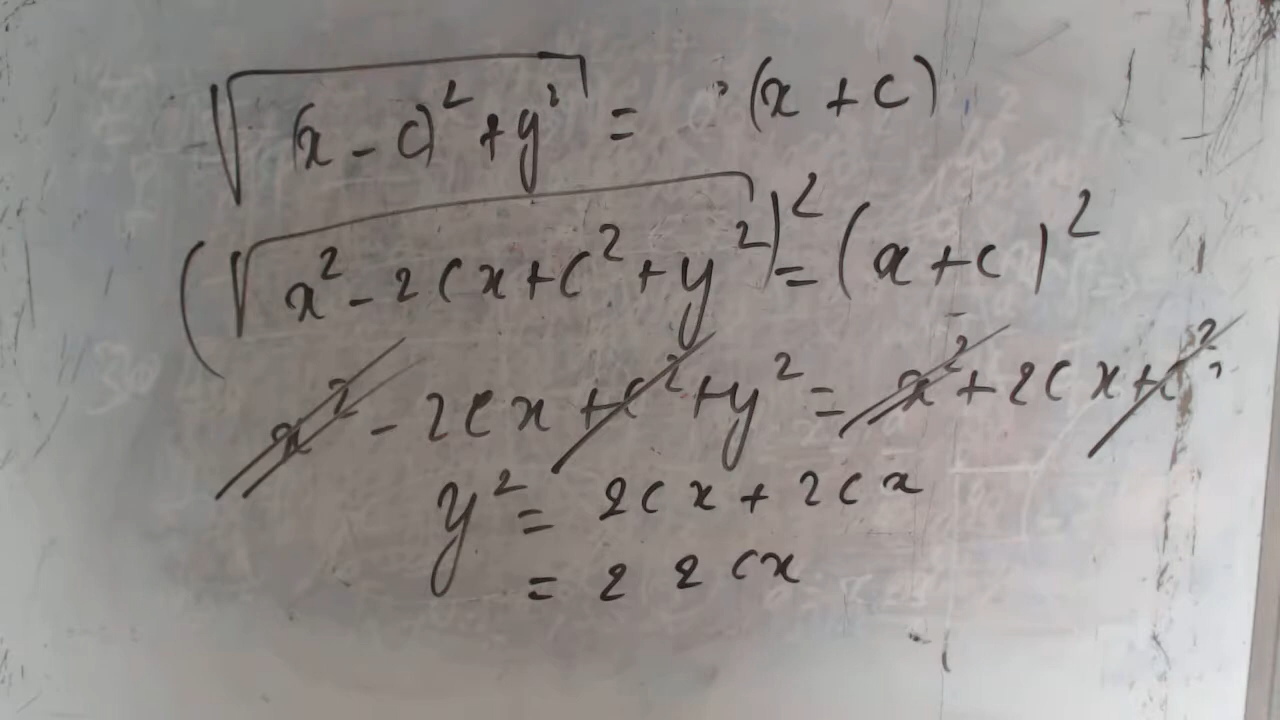 √((x - c)² + y²) = (x + c)
(√(x² - 2cx + c² + y²))² = (x + c)²
x² - 2cx + c² + y² = x² + 2cx + c²
y² = 2cx + 2cx
= 2 2cx